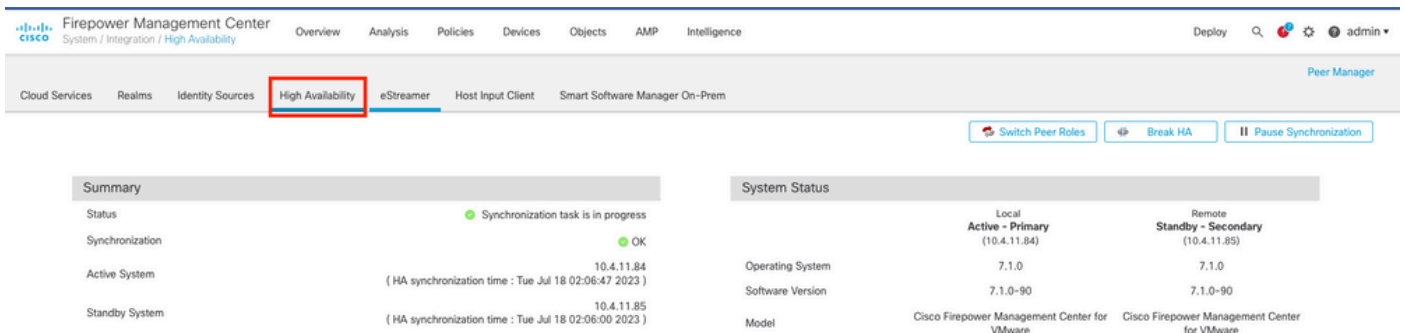 Firepower Management Center
CISCO System / Integration / High Availability
Overview Analysis Policies Devices Objects AMP Intelligence Deploy 7 admin
Peer Manager
Cloud Services Realms Identity Sources High Availability eStreamer Host Input Client Smart Software Manager On-Prem
Switch Peer Roles Break HA Pause Synchronization
Summary
Status Synchronization task is in progress
Synchronization OK
Active System 10.4.11.84
( HA synchronization time : Tue Jul 18 02:06:47 2023 )
Standby System 10.4.11.85
( HA synchronization time : Tue Jul 18 02:06:00 2023 )
System Status
Local Remote
Active - Primary Standby - Secondary
(10.4.11.84) (10.4.11.85)
Operating System 7.1.0 7.1.0
Software Version 7.1.0-90 7.1.0-90
Model Cisco Firepower Management Center for Cisco Firepower Management Center
VMware for VMware